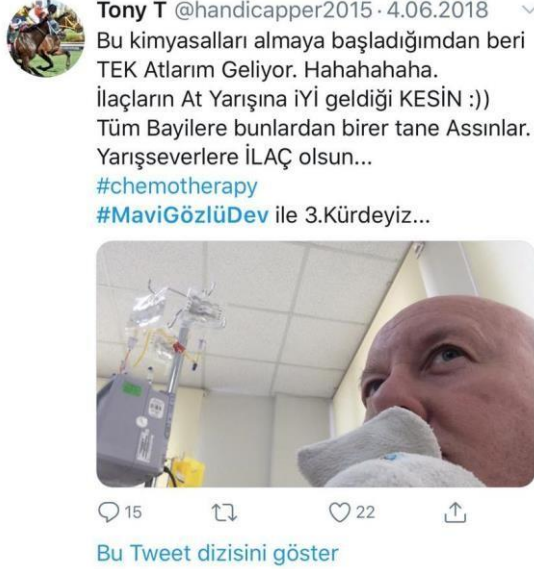 Tony T @handicapper2015 · 4.06.2018
Bu kimyasalları almaya başladığımdan beri
TEK Atlarım Geliyor. Hahahahaha.
İlaçların At Yarışına iYİ geldiği KESİN :))
Tüm Bayilere bunlardan birer tane Assınlar.
Yarışseverlere İLAÇ olsun...
#chemotherapy
#MaviGözlüDev ile 3.Kürdeyiz...
15 22
Bu Tweet dizisini göster